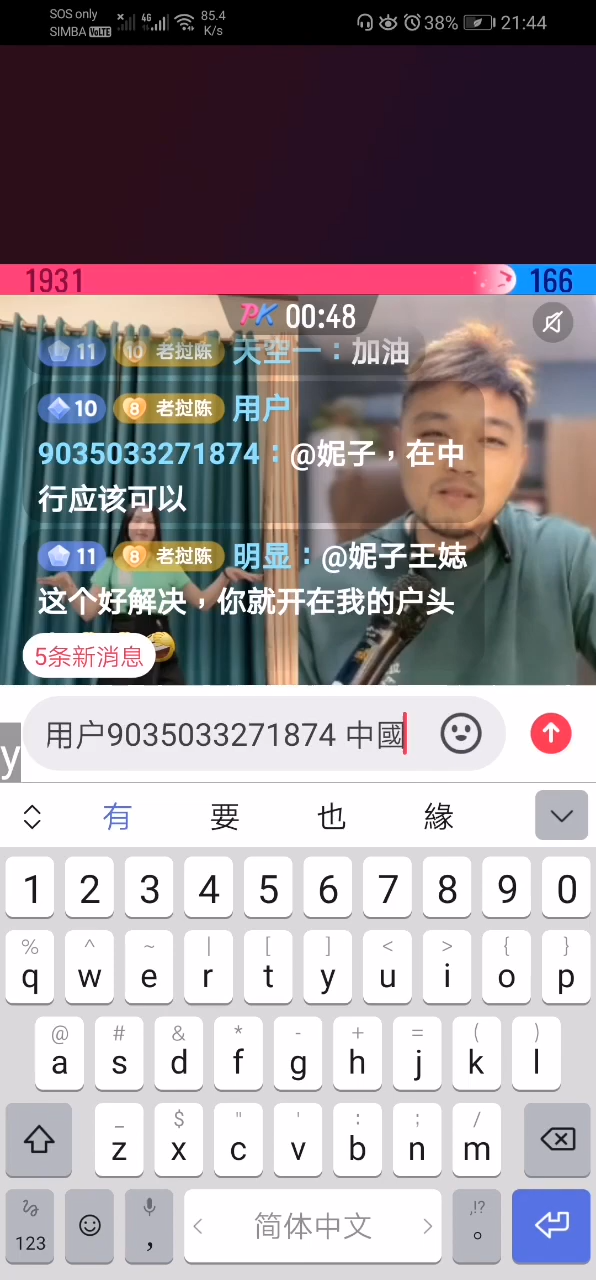 SOS only
SIMBA VoLTE
4G
85.4
K/s
38%
21:44
1931
166
PK 00:48
11 10 老挝陈 天空一：加油
10 8 老挝陈 用户
9035033271874：@妮子，在中
行应该可以
11 8 老挝陈 明显：@妮子王娡
这个好解决，你就开在我的户头
5条新消息
用户9035033271874 中國
y
有 要 也 緣
1 2 3 4 5 6 7 8 9 0
% ^ ~ | [ ] < > { }
q w e r t y u i o p
@ # & * - + = ( )
a s d f g h j k l
_ $ " ' : ; /
z x c v b n m
,!?
123 ， 简体中文 。